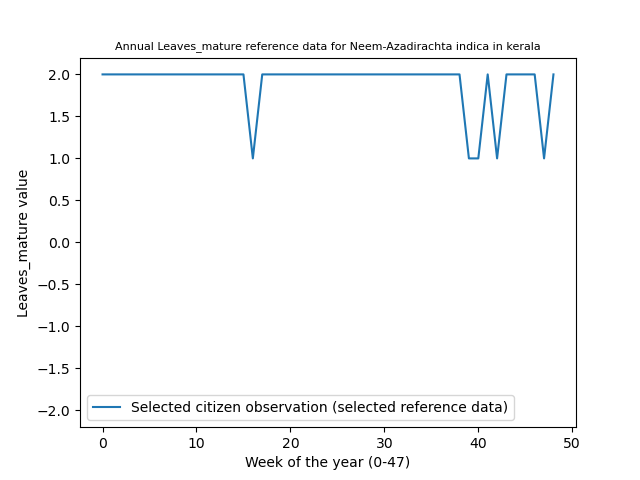 Annual Leaves_mature reference data for Neem-Azadirachta indica in kerala
2.0
1.5
1.0
0.5
0.0
−0.5
−1.0
−1.5
−2.0
Leaves_mature value
Selected citizen observation (selected reference data)
0 10 20 30 40 50
Week of the year (0-47)